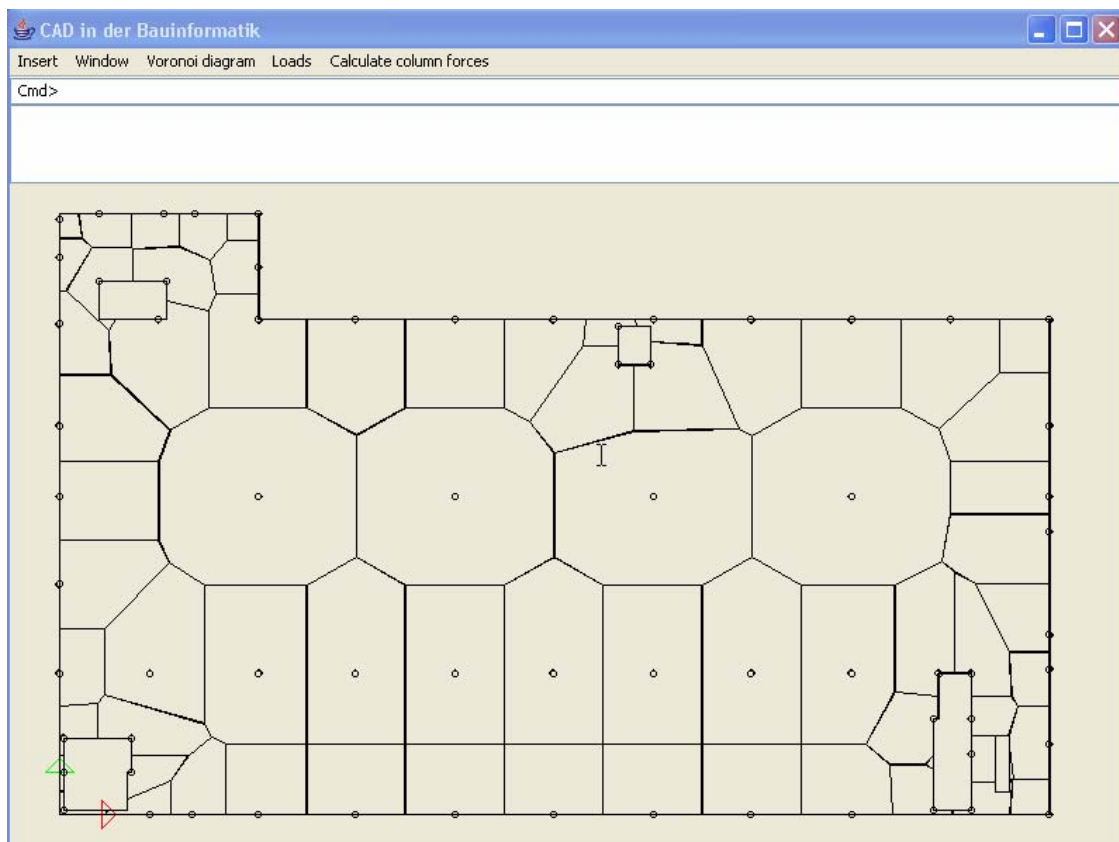 CAD in der Bauinformatik
Insert Window Voronoi diagram Loads Calculate column forces
Cmd>